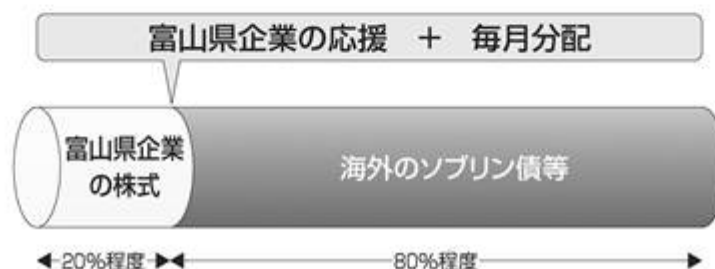 富山県企業の応援 + 毎月分配
富山県企業
の株式
海外のソブリン債等
20%程度
80%程度